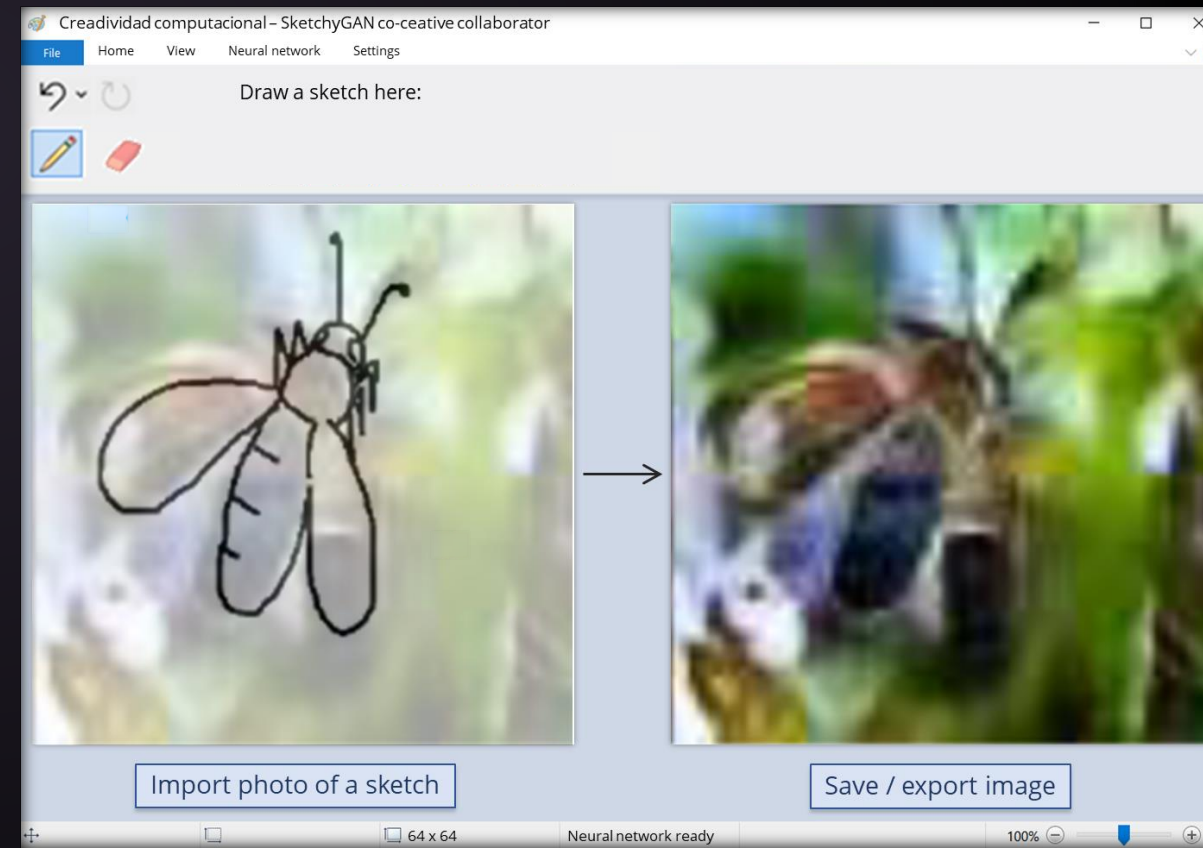 Creadividad computacional – SketchyGAN co-ceative collaborator
File Home View Neural network Settings
Draw a sketch here:
Import photo of a sketch
Save / export image
64 x 64 Neural network ready 100%